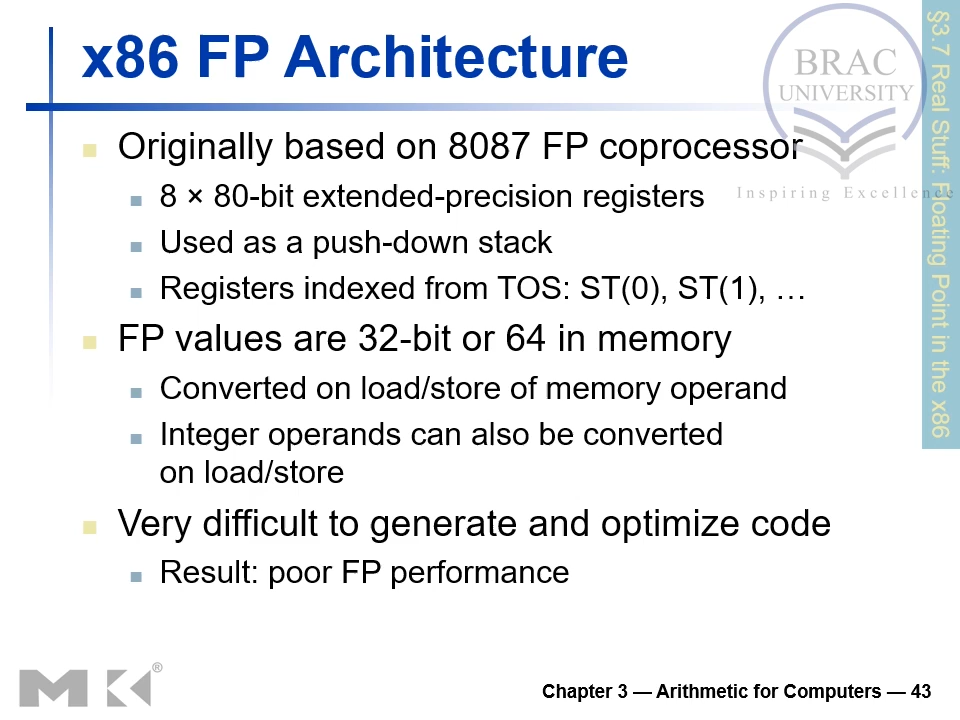 x86 FP Architecture
BRAC
UNIVERSITY
Inspiring Excellence
§3.7 Real Stuff: Floating Point in the x86
Originally based on 8087 FP coprocessor
8 × 80-bit extended-precision registers
Used as a push-down stack
Registers indexed from TOS: ST(0), ST(1), …
FP values are 32-bit or 64 in memory
Converted on load/store of memory operand
Integer operands can also be converted
on load/store
Very difficult to generate and optimize code
Result: poor FP performance
MK®
Chapter 3 — Arithmetic for Computers — 43